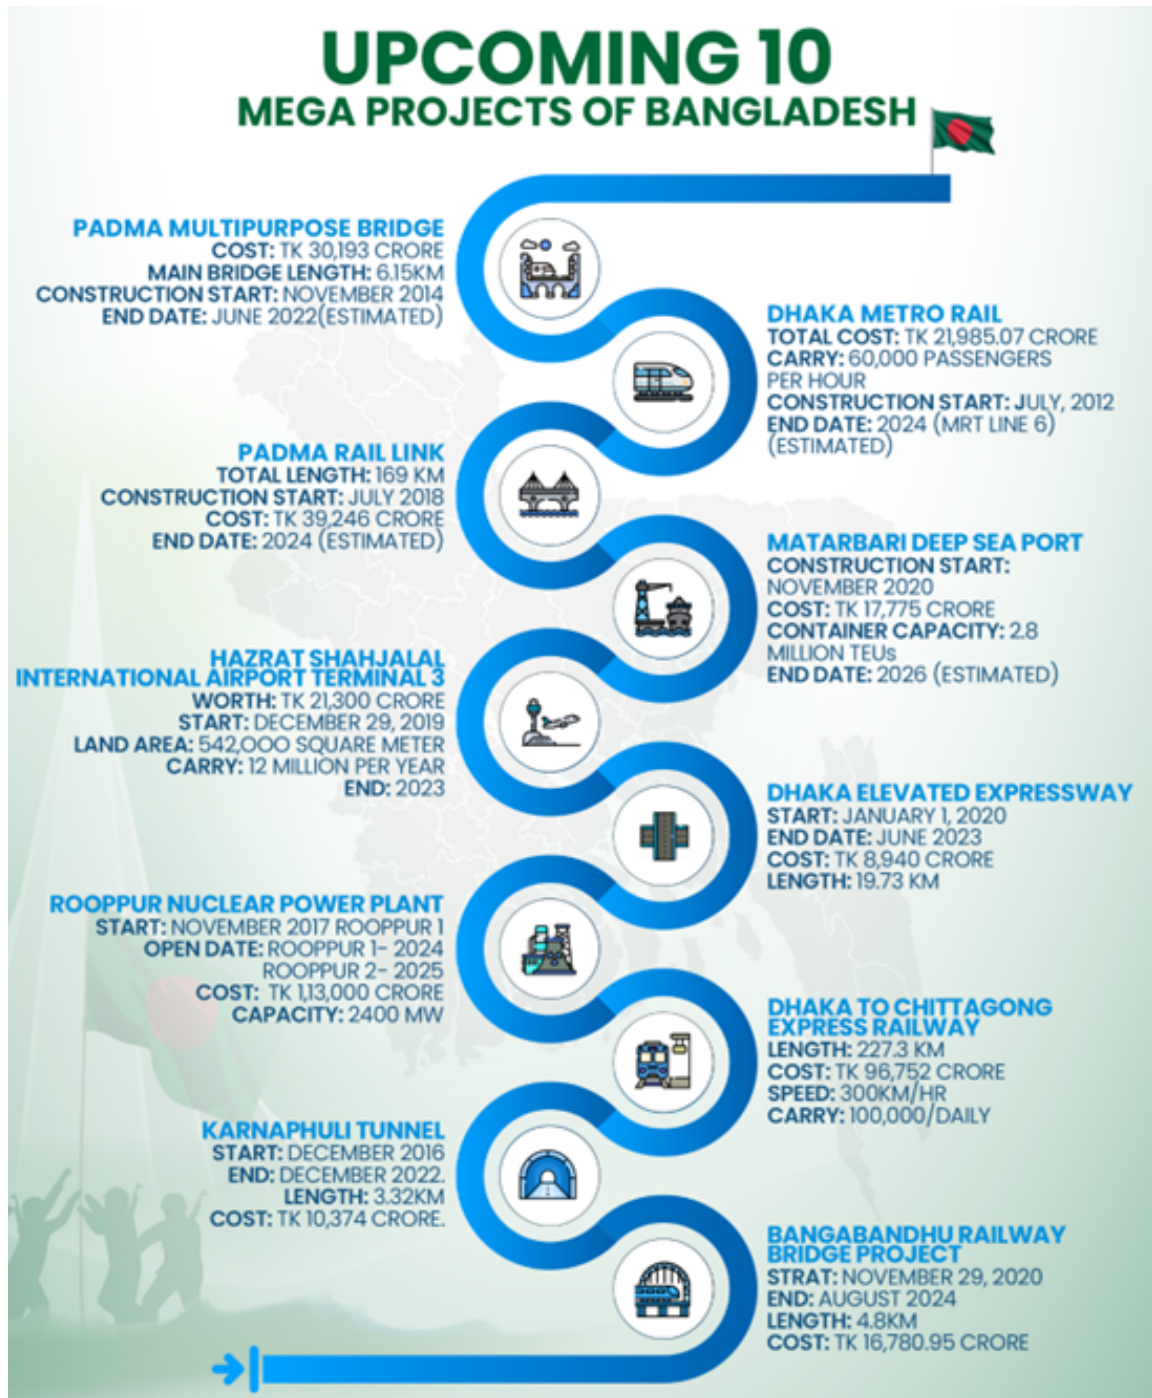 UPCOMING 10
MEGA PROJECTS OF BANGLADESH
PADMA MULTIPURPOSE BRIDGE
COST: TK 30,193 CRORE
MAIN BRIDGE LENGTH: 6.15KM
CONSTRUCTION START: NOVEMBER 2014
END DATE: JUNE 2022(ESTIMATED)
DHAKA METRO RAIL
TOTAL COST: TK 21,985.07 CRORE
CARRY: 60,000 PASSENGERS
PER HOUR
CONSTRUCTION START: JULY, 2012
END DATE: 2024 (MRT LINE 6)
(ESTIMATED)
PADMA RAIL LINK
TOTAL LENGTH: 169 KM
CONSTRUCTION START: JULY 2018
COST: TK 39,246 CRORE
END DATE: 2024 (ESTIMATED)
MATARBARI DEEP SEA PORT
CONSTRUCTION START:
NOVEMBER 2020
COST: TK 17,775 CRORE
CONTAINER CAPACITY: 2.8
MILLION TEUs
END DATE: 2026 (ESTIMATED)
HAZRAT SHAHJALAL
INTERNATIONAL AIRPORT TERMINAL 3
WORTH: TK 21,300 CRORE
START: DECEMBER 29, 2019
LAND AREA: 542,OOO SQUARE METER
CARRY: 12 MILLION PER YEAR
END: 2023
DHAKA ELEVATED EXPRESSWAY
START: JANUARY 1, 2020
END DATE: JUNE 2023
COST: TK 8,940 CRORE
LENGTH: 19.73 KM
ROOPPUR NUCLEAR POWER PLANT
START: NOVEMBER 2017 ROOPPUR 1
OPEN DATE: ROOPPUR 1- 2024
ROOPPUR 2- 2025
COST: TK 1,13,000 CRORE
CAPACITY: 2400 MW
DHAKA TO CHITTAGONG
EXPRESS RAILWAY
LENGTH: 227.3 KM
COST: TK 96,752 CRORE
SPEED: 300KM/HR
CARRY: 100,000/DAILY
KARNAPHULI TUNNEL
START: DECEMBER 2016
END: DECEMBER 2022.
LENGTH: 3.32KM
COST: TK 10,374 CRORE.
BANGABANDHU RAILWAY
BRIDGE PROJECT
STRAT: NOVEMBER 29, 2020
END: AUGUST 2024
LENGTH: 4.8KM
COST: TK 16,780.95 CRORE